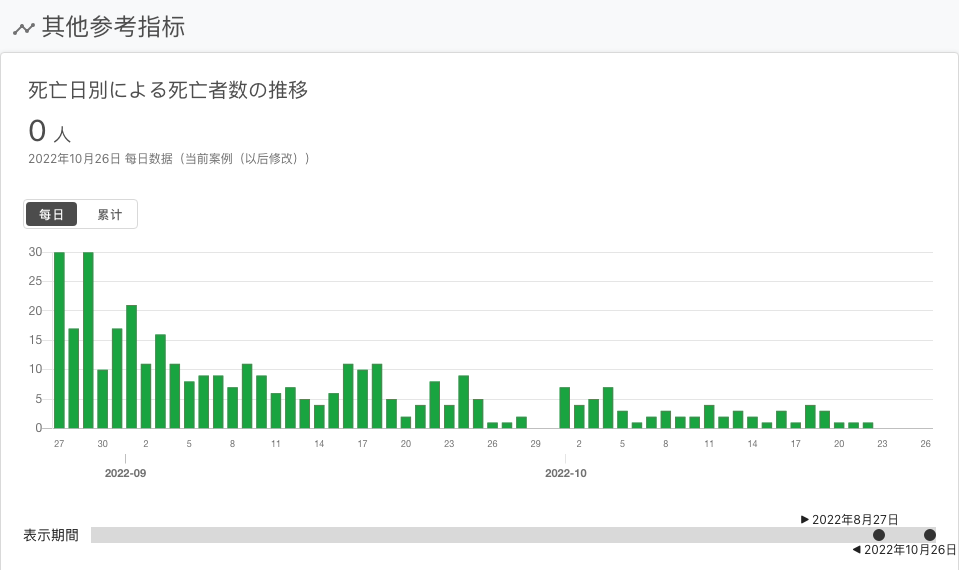 其他参考指标
死亡日別による死亡者数の推移
0 人
2022年10月26日 每日数据（当前案例（以后修改））
每日 累计
30
25
20
15
10
5
0
27 30 2 5 8 11 14 17 20 23 26 29 2 5 8 11 14 17 20 23 26
2022-09 2022-10
▶ 2022年8月27日
表示期間
◀ 2022年10月26日